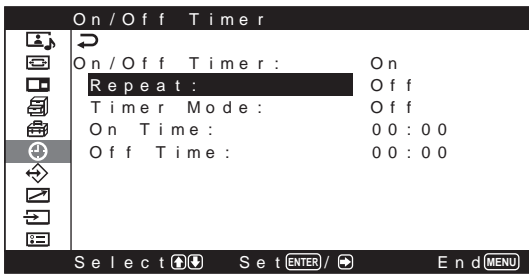 On/Off Timer
On/Off Timer: On
Repeat: Off
Timer Mode: Off
On Time: 00:00
Off Time: 00:00
Select Set ENTER / End MENU